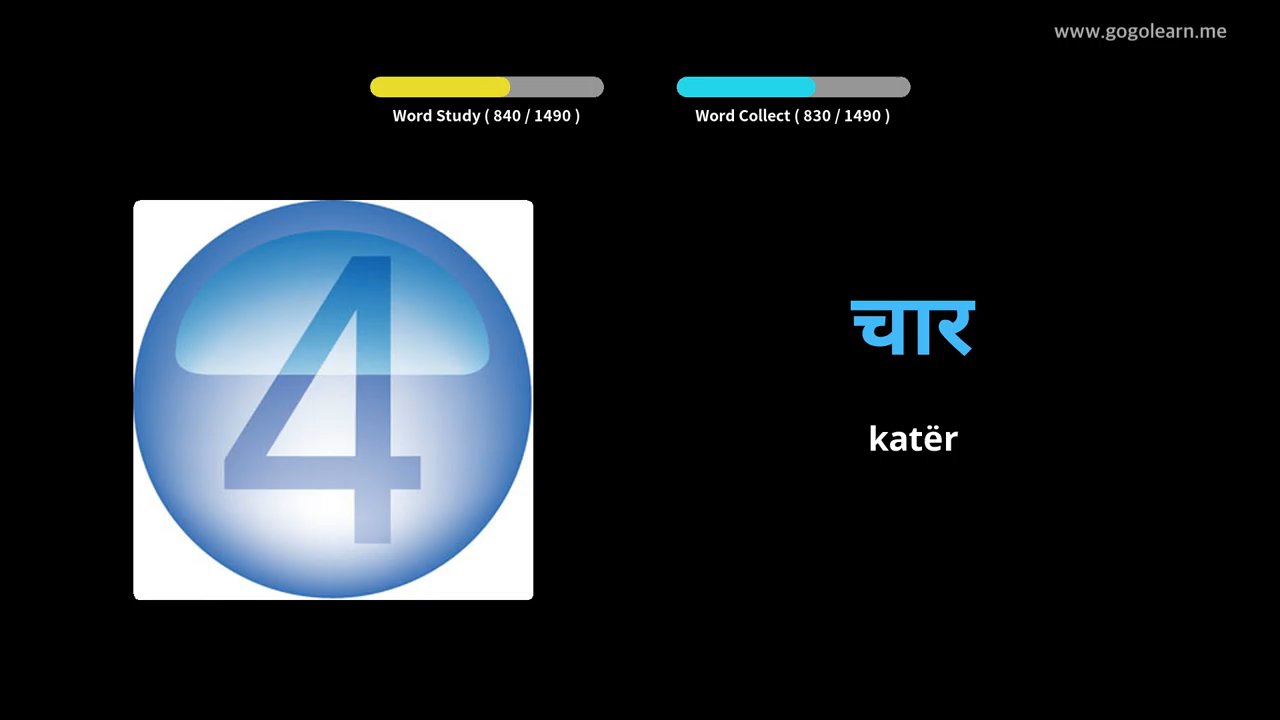 www.gogolearn.me
Word Study ( 840 / 1490 )
Word Collect ( 830 / 1490 )
4
चार
katër